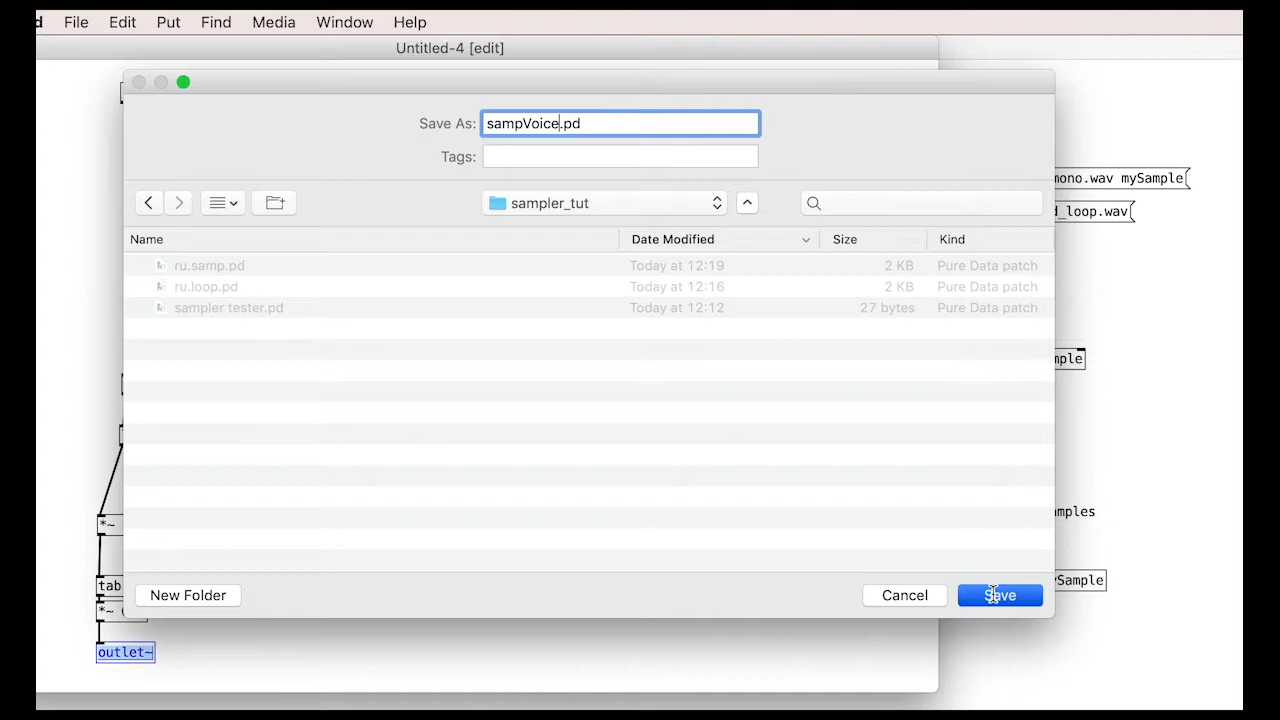 File Edit Put Find Media Window Help
Untitled-4 [edit]
Save As: sampVoice.pd
Tags:
sampler_tut
Name Date Modified Size Kind
ru.samp.pd Today at 12:19 2 KB Pure Data patch
ru.loop.pd Today at 12:16 2 KB Pure Data patch
sampler tester.pd Today at 12:12 27 bytes Pure Data patch
mono.wav mySample
d_loop.wav
mple
mples
ySample
*~
tab
*~
outlet~
New Folder Cancel Save